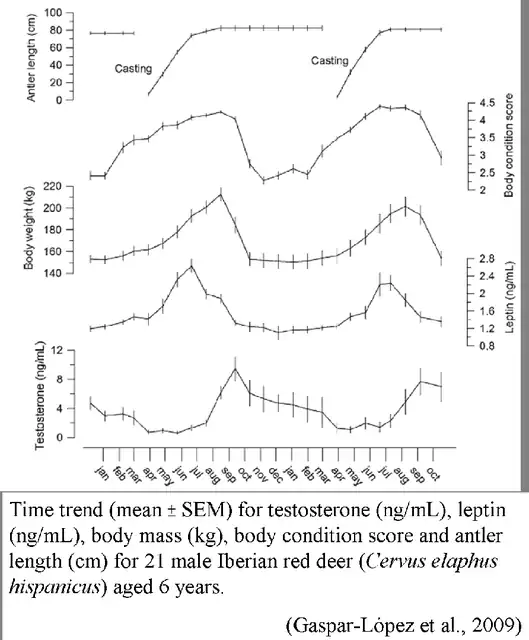 Antler length (cm)
100
80
60
40
20
0
Casting
Casting
4.5
4
3.5
3
2.5
2
Body condition score
Body weight (kg)
220
200
180
160
140
2.8
2.4
2
1.6
1.2
0.8
Leptin (ng/mL)
Testosterone (ng/mL)
12
8
4
0
jan feb mar apr may jun jul aug sep oct nov dec jan feb mar apr may jun jul aug sep oct
Time trend (mean ± SEM) for testosterone (ng/mL), leptin
(ng/mL), body mass (kg), body condition score and antler
length (cm) for 21 male Iberian red deer (Cervus elaphus
hispanicus) aged 6 years.
(Gaspar-López et al., 2009)